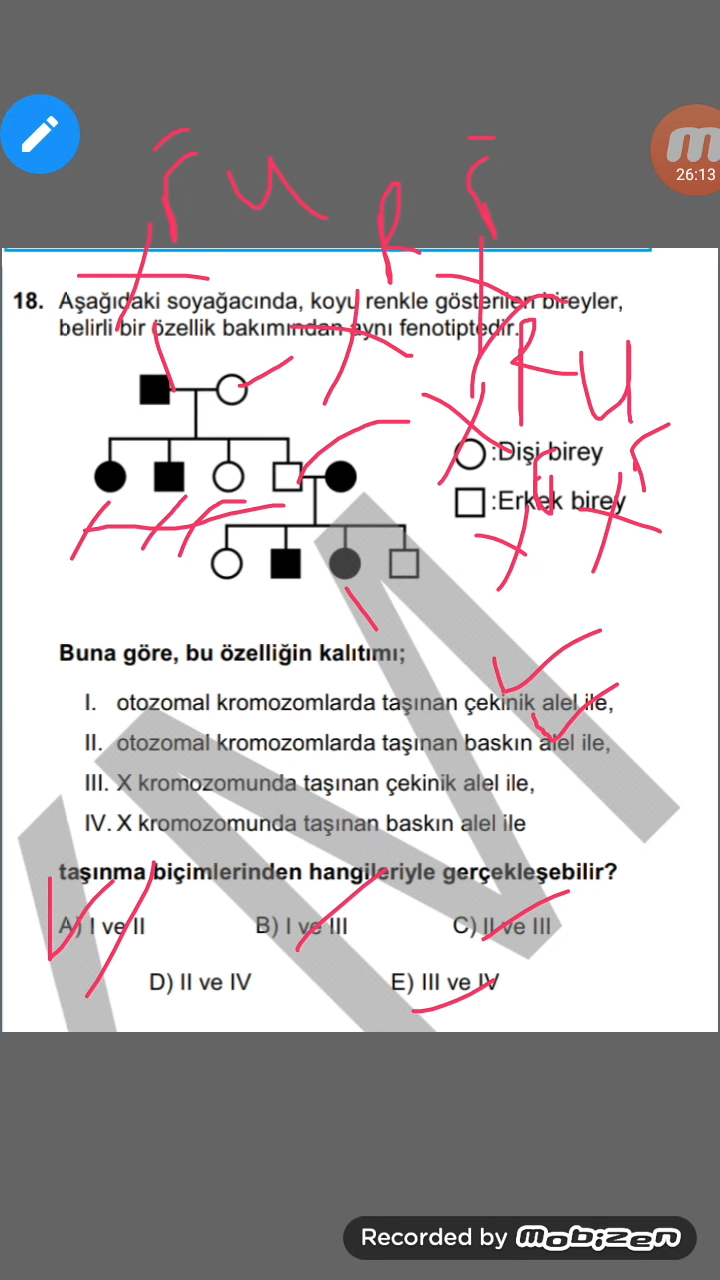 26:13
18. Aşağıdaki soyağacında, koyu renkle gösterilen bireyler,
belirli bir özellik bakımından aynı fenotiptedir.
:Dişi birey
:Erkek birey
Buna göre, bu özelliğin kalıtımı;
I. otozomal kromozomlarda taşınan çekinik alel ile,
II. otozomal kromozomlarda taşınan baskın alel ile,
III. X kromozomunda taşınan çekinik alel ile,
IV. X kromozomunda taşınan baskın alel ile
taşınma biçimlerinden hangileriyle gerçekleşebilir?
A) I ve II B) I ve III C) II ve III
D) II ve IV E) III ve IV
Recorded by mobizen